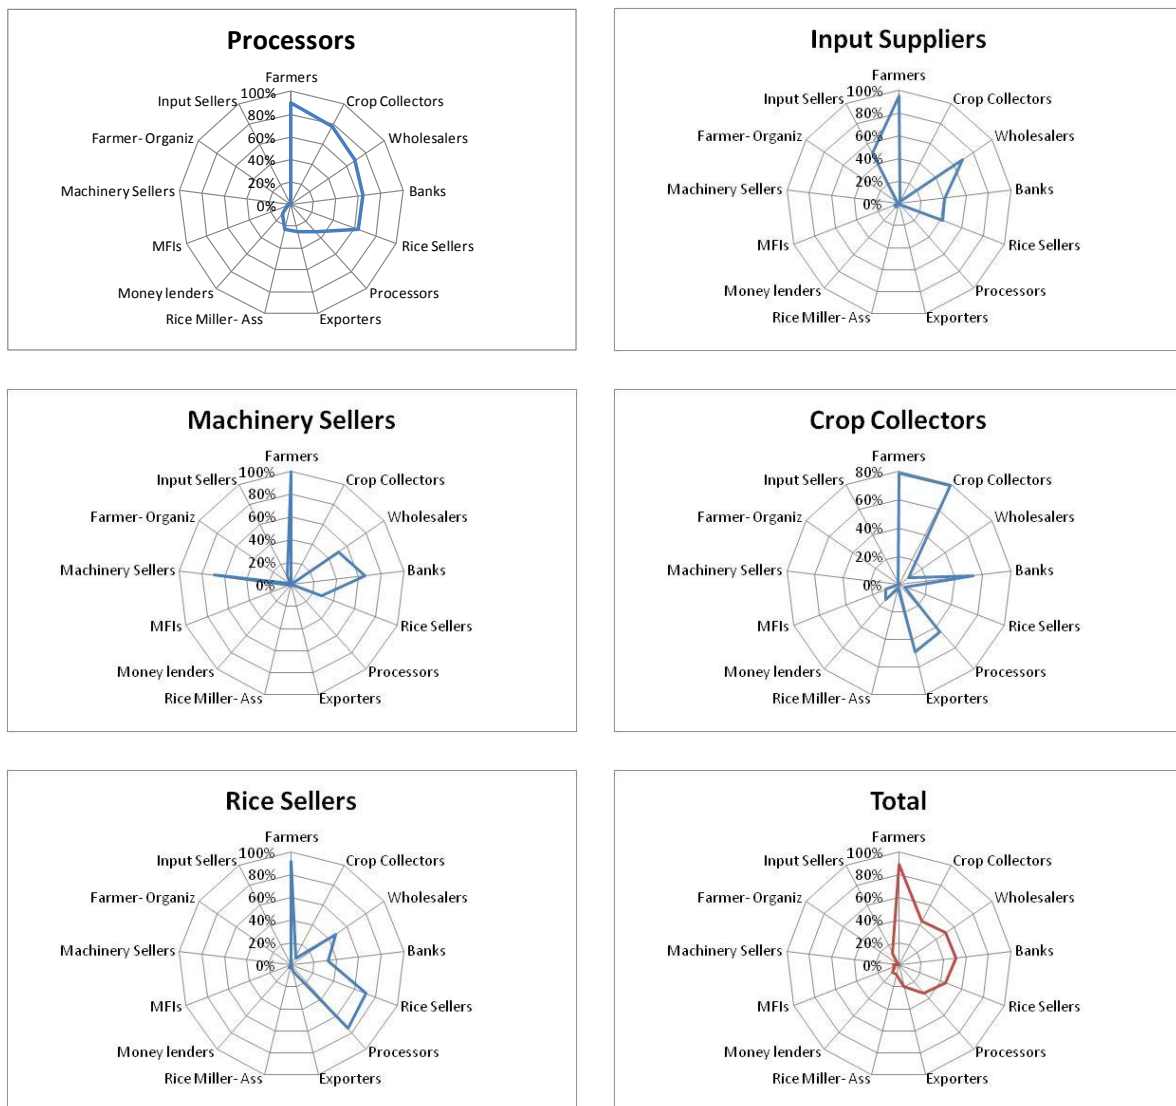 Processors
Farmers
100%
80%
60%
40%
20%
0%
Crop Collectors
Wholesalers
Banks
Rice Sellers
Processors
Exporters
Rice Miller- Ass
Money lenders
MFIs
Machinery Sellers
Farmer- Organiz
Input Sellers
Input Suppliers
Farmers
100%
80%
60%
40%
20%
0%
Crop Collectors
Wholesalers
Banks
Rice Sellers
Processors
Exporters
Rice Miller- Ass
Money lenders
MFIs
Machinery Sellers
Farmer- Organiz
Input Sellers
Machinery Sellers
Farmers
100%
80%
60%
40%
20%
0%
Crop Collectors
Wholesalers
Banks
Rice Sellers
Processors
Exporters
Rice Miller- Ass
Money lenders
MFIs
Machinery Sellers
Farmer- Organiz
Input Sellers
Crop Collectors
Farmers
80%
60%
40%
20%
0%
Crop Collectors
Wholesalers
Banks
Rice Sellers
Processors
Exporters
Rice Miller- Ass
Money lenders
MFIs
Machinery Sellers
Farmer- Organiz
Input Sellers
Rice Sellers
Farmers
100%
80%
60%
40%
20%
0%
Crop Collectors
Wholesalers
Banks
Rice Sellers
Processors
Exporters
Rice Miller- Ass
Money lenders
MFIs
Machinery Sellers
Farmer- Organiz
Input Sellers
Total
Farmers
100%
80%
60%
40%
20%
0%
Crop Collectors
Wholesalers
Banks
Rice Sellers
Processors
Exporters
Rice Miller- Ass
Money lenders
MFIs
Machinery Sellers
Farmer- Organiz
Input Sellers